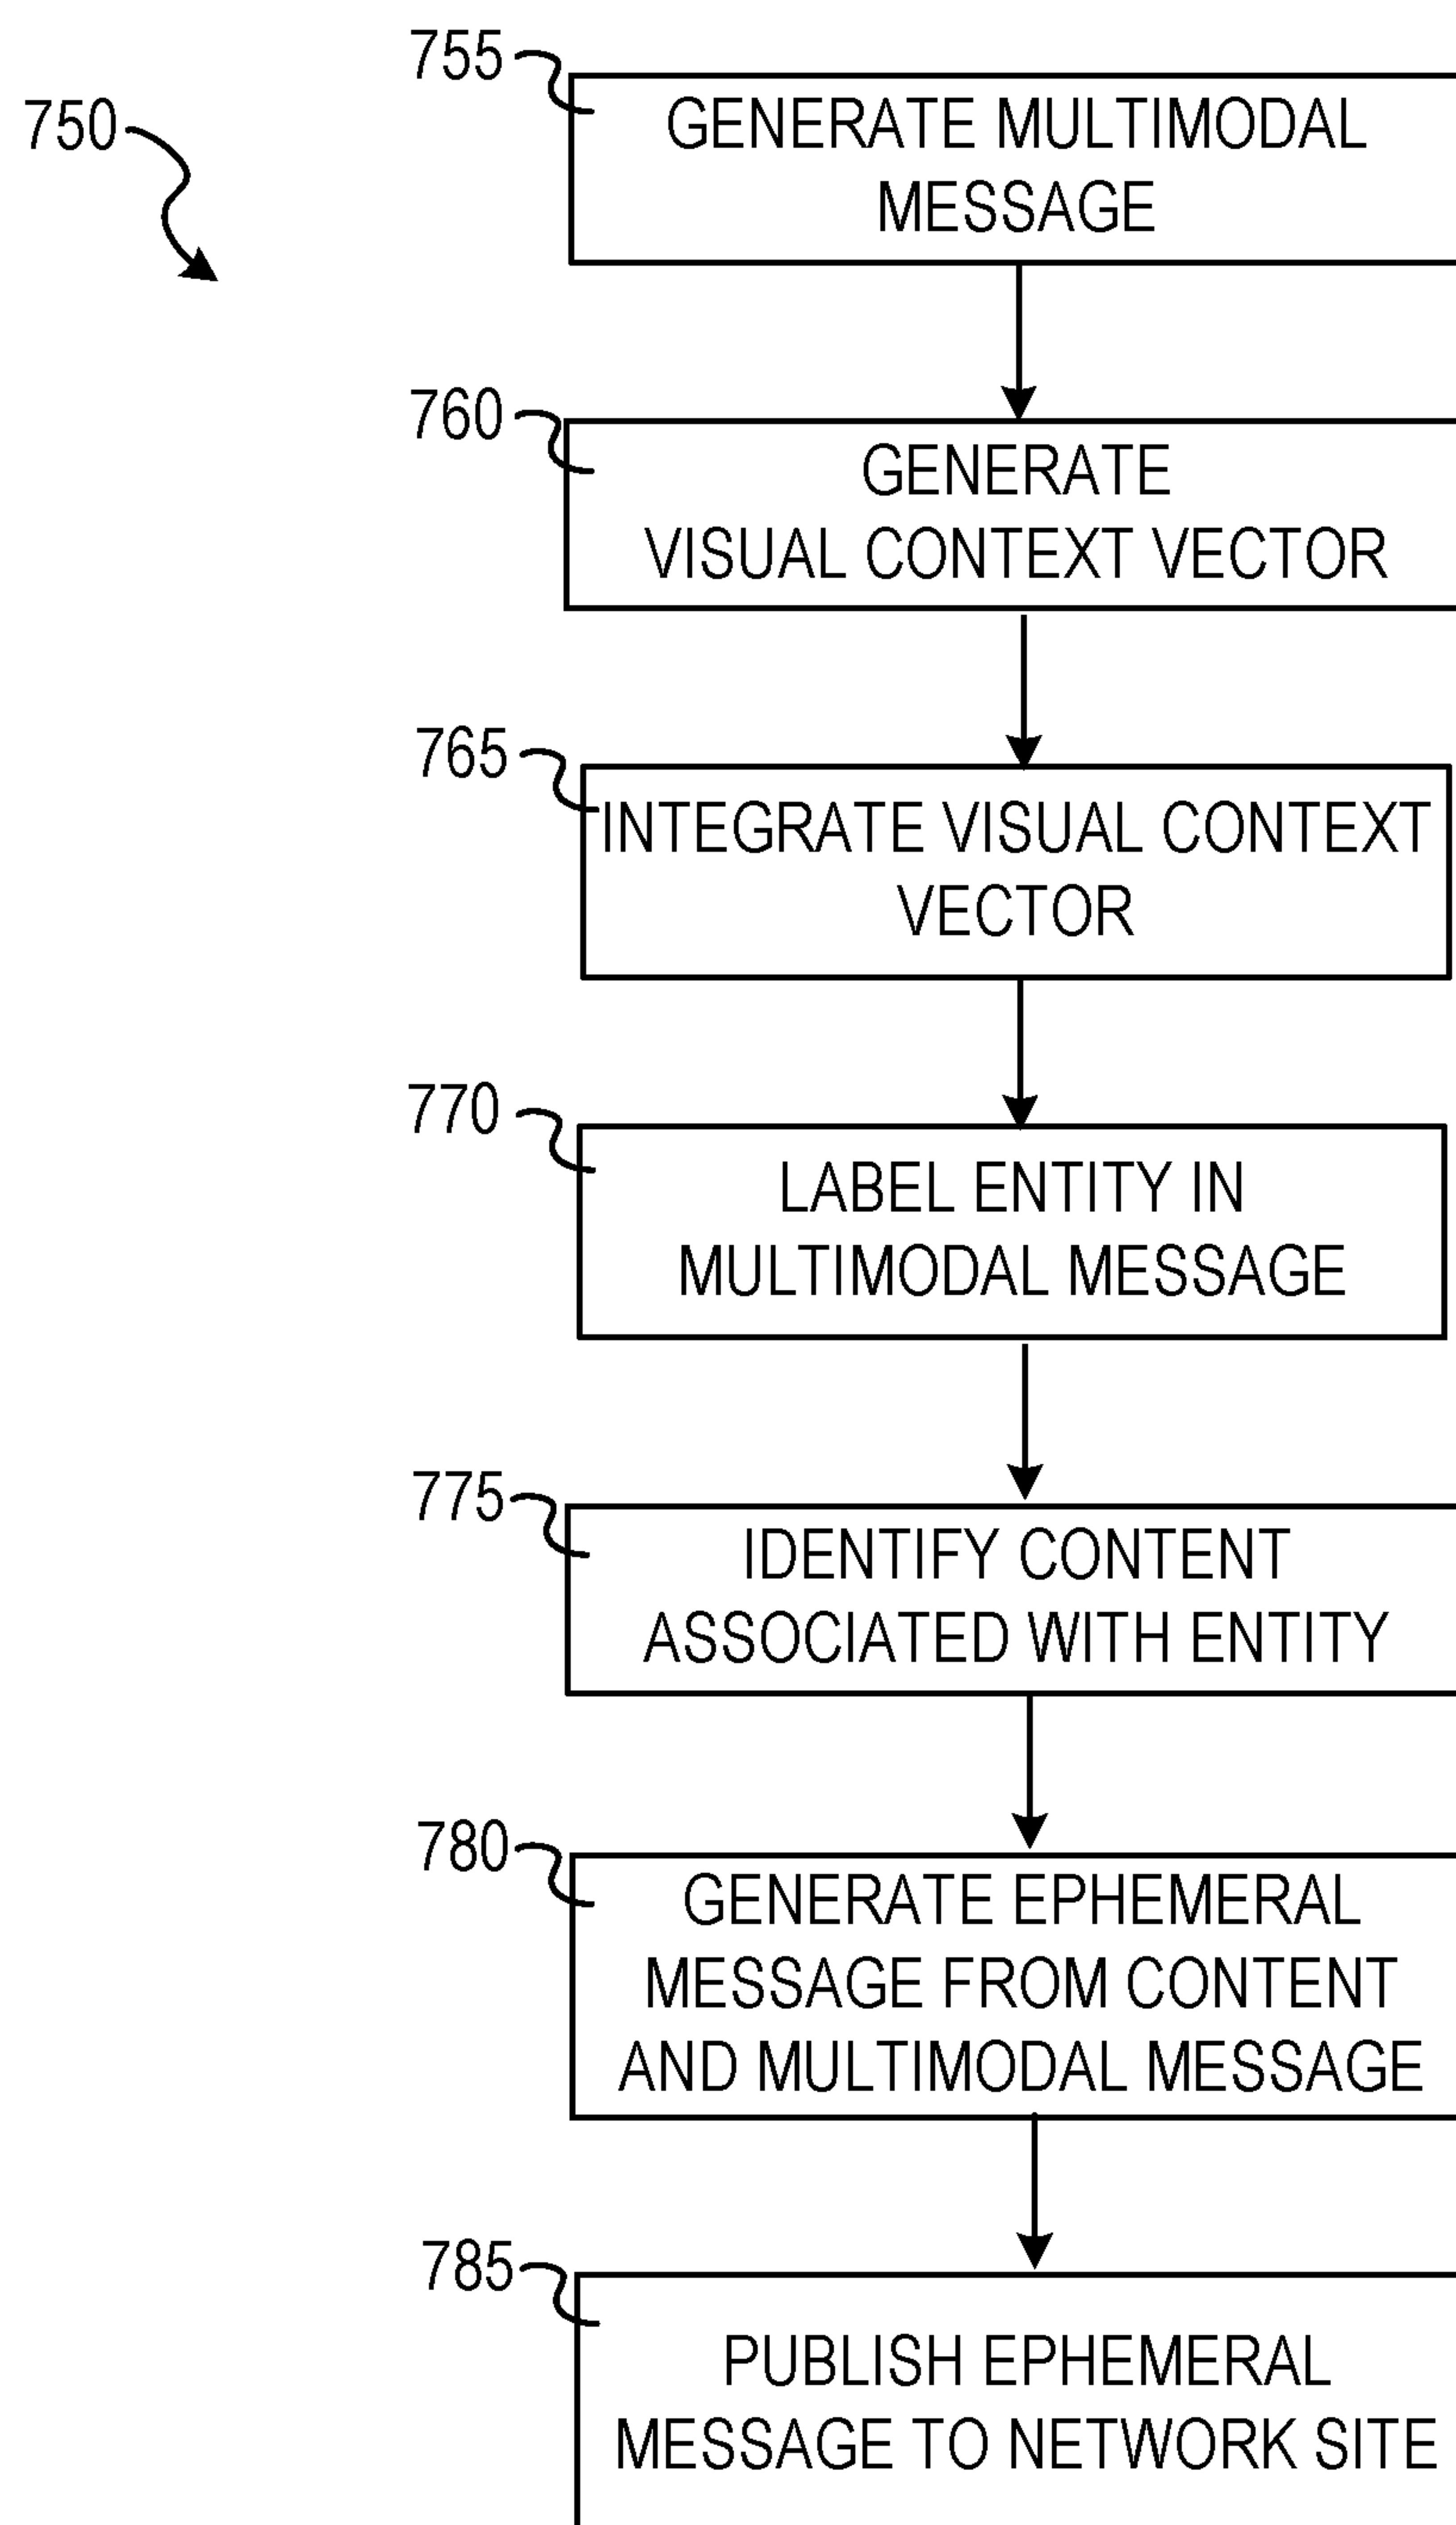 755
750
GENERATE MULTIMODAL
MESSAGE
760
GENERATE
VISUAL CONTEXT VECTOR
765
INTEGRATE VISUAL CONTEXT
VECTOR
770
LABEL ENTITY IN
MULTIMODAL MESSAGE
775
IDENTIFY CONTENT
ASSOCIATED WITH ENTITY
780
GENERATE EPHEMERAL
MESSAGE FROM CONTENT
AND MULTIMODAL MESSAGE
785
PUBLISH EPHEMERAL
MESSAGE TO NETWORK SITE